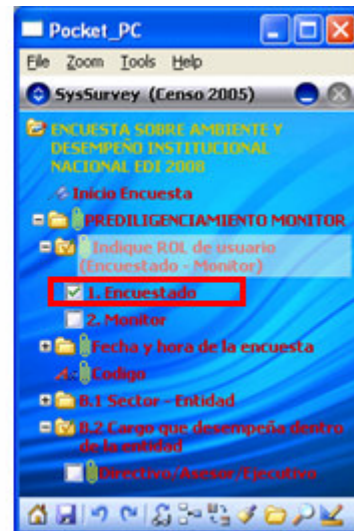 Pocket_PC
File Zoom Tools Help
SysSurvey (Censo 2005)
ENCUESTA SOBRE AMBIENTE Y
DESEMPEÑO INSTITUCIONAL
NACIONAL EDI 2008
Inicio Encuesta
PREDILIGENCIAMIENTO MONITOR
Indique ROL de usuario
(Encuestado - Monitor)
1. Encuestado
2. Monitor
Fecha y hora de la encuesta
Codigo
B.1 Sector - Entidad
B.2 Cargo que desempeña dentro
de la entidad
Directivo/Asesor/Ejecutivo